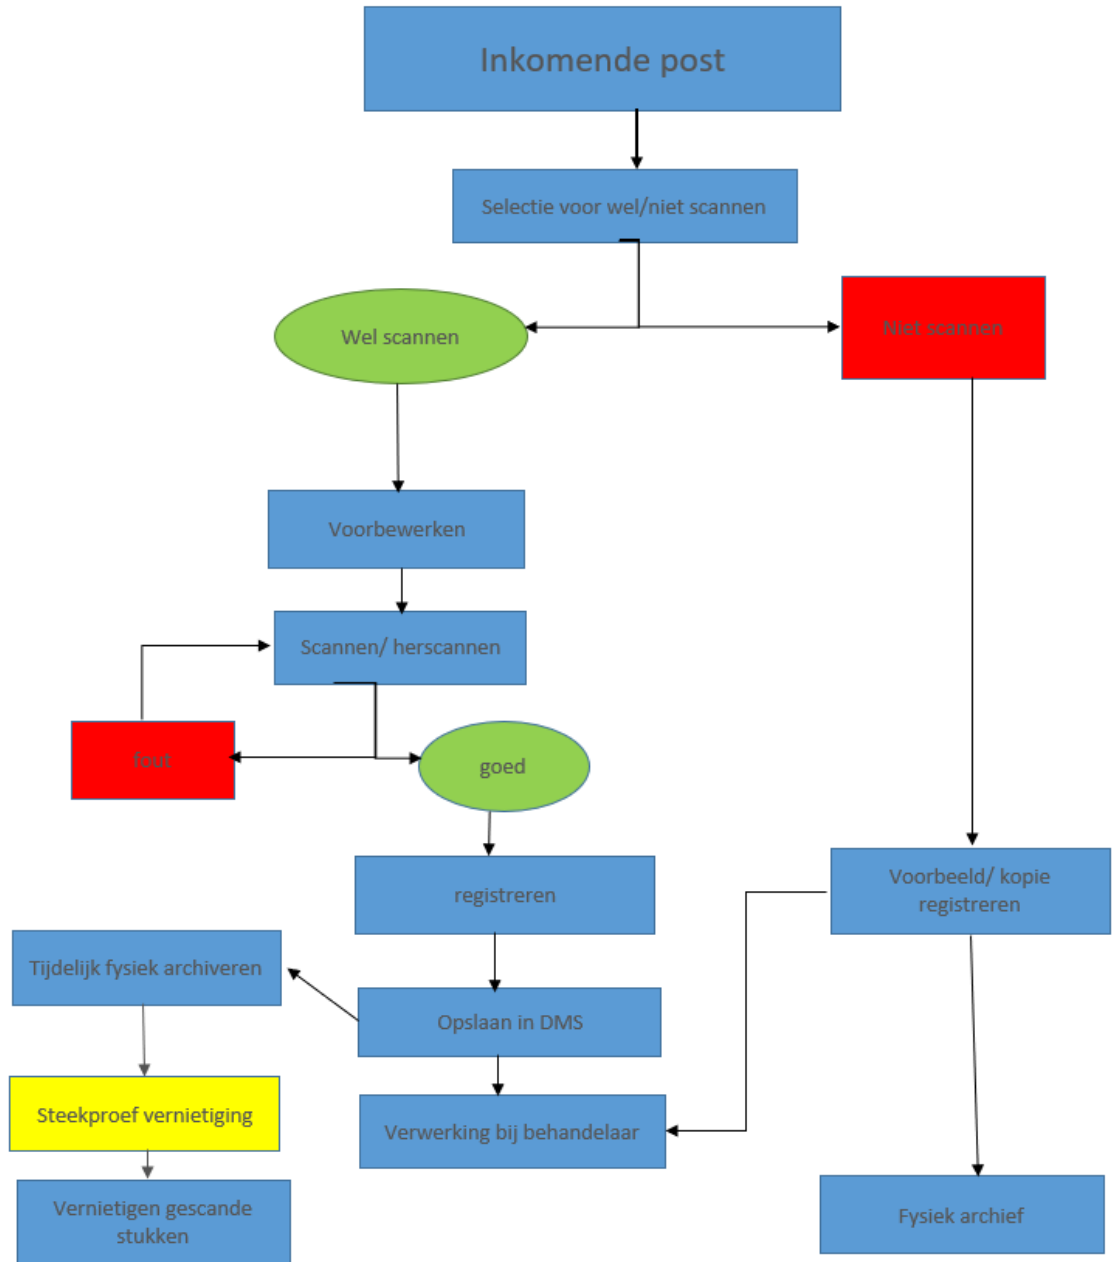 Inkomende post
Selectie voor wel/niet scannen
Wel scannen
Niet scannen
Voorbewerken
Scannen/ herscannen
fout
goed
registreren
Voorbeeld/ kopie
registreren
Tijdelijk fysiek archiveren
Opslaan in DMS
Steekproef vernietiging
Verwerking bij behandelaar
Vernietigen gescande
stukken
Fysiek archief